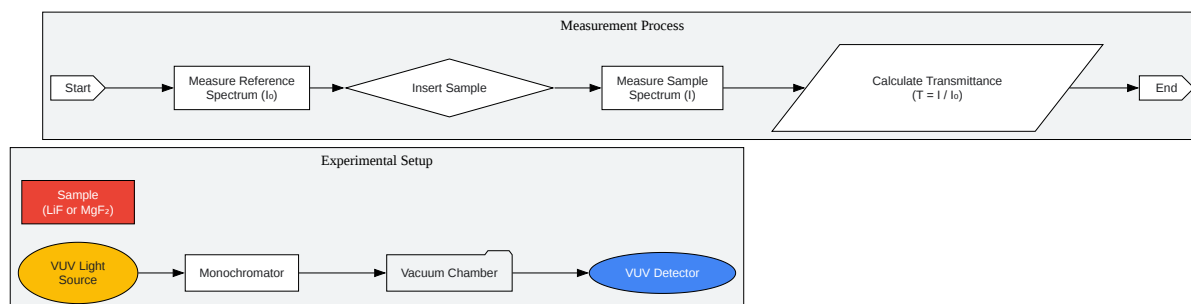 Measurement Process
Start
Measure Reference
Spectrum (I₀)
Insert Sample
Measure Sample
Spectrum (I)
Calculate Transmittance
(T = I / I₀)
End
Experimental Setup
Sample
(LiF or MgF₂)
VUV Light
Source
Monochromator
Vacuum Chamber
VUV Detector